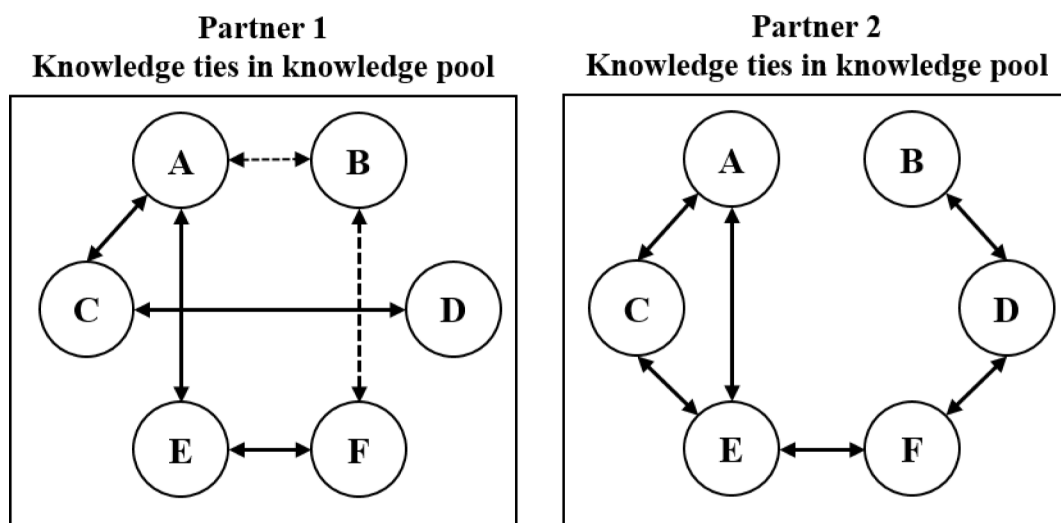 Partner 1
Knowledge ties in knowledge pool
A
B
C
D
E
F
Partner 2
Knowledge ties in knowledge pool
A
B
C
D
E
F